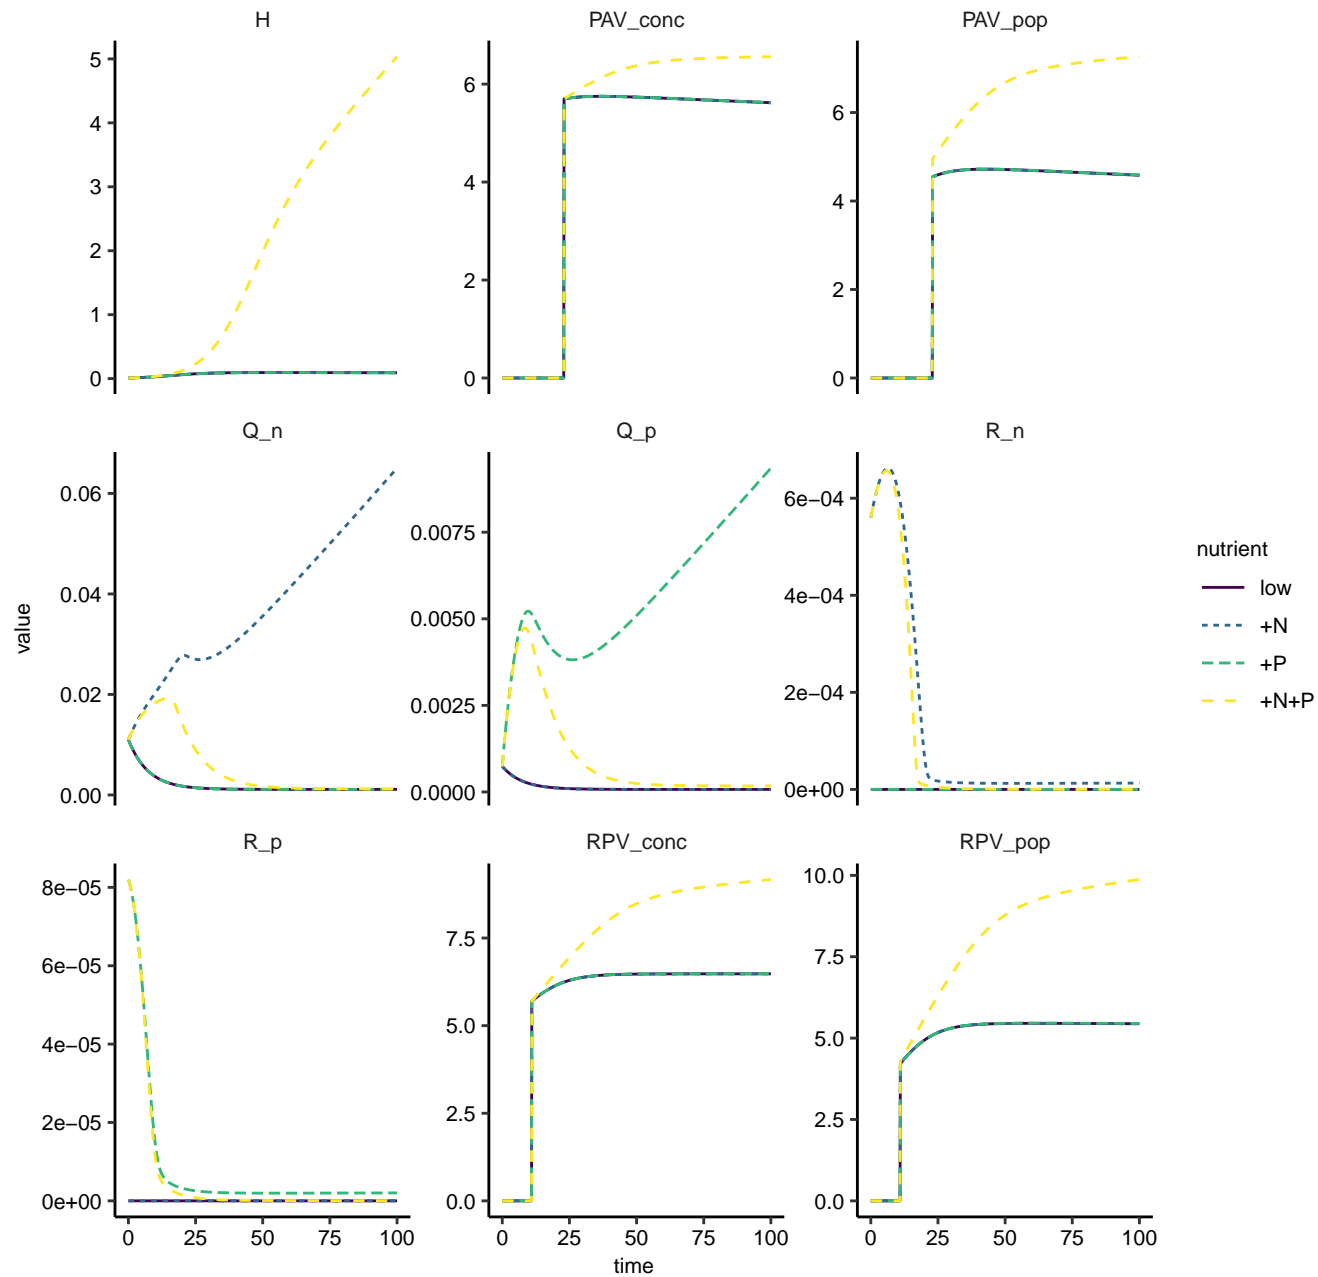 H
PAV_conc
PAV_pop
5
4
3
2
1
0
6
4
2
0
6
4
2
0
Q_n
Q_p
R_n
0.06
0.04
0.02
0.00
0.0075
0.0050
0.0025
0.0000
6e−04
4e−04
2e−04
0e+00
value
nutrient
low
+N
+P
+N+P
R_p
RPV_conc
RPV_pop
8e−05
6e−05
4e−05
2e−05
0e+00
7.5
5.0
2.5
0.0
10.0
7.5
5.0
2.5
0.0
0 25 50 75 100
0 25 50 75 100
0 25 50 75 100
time